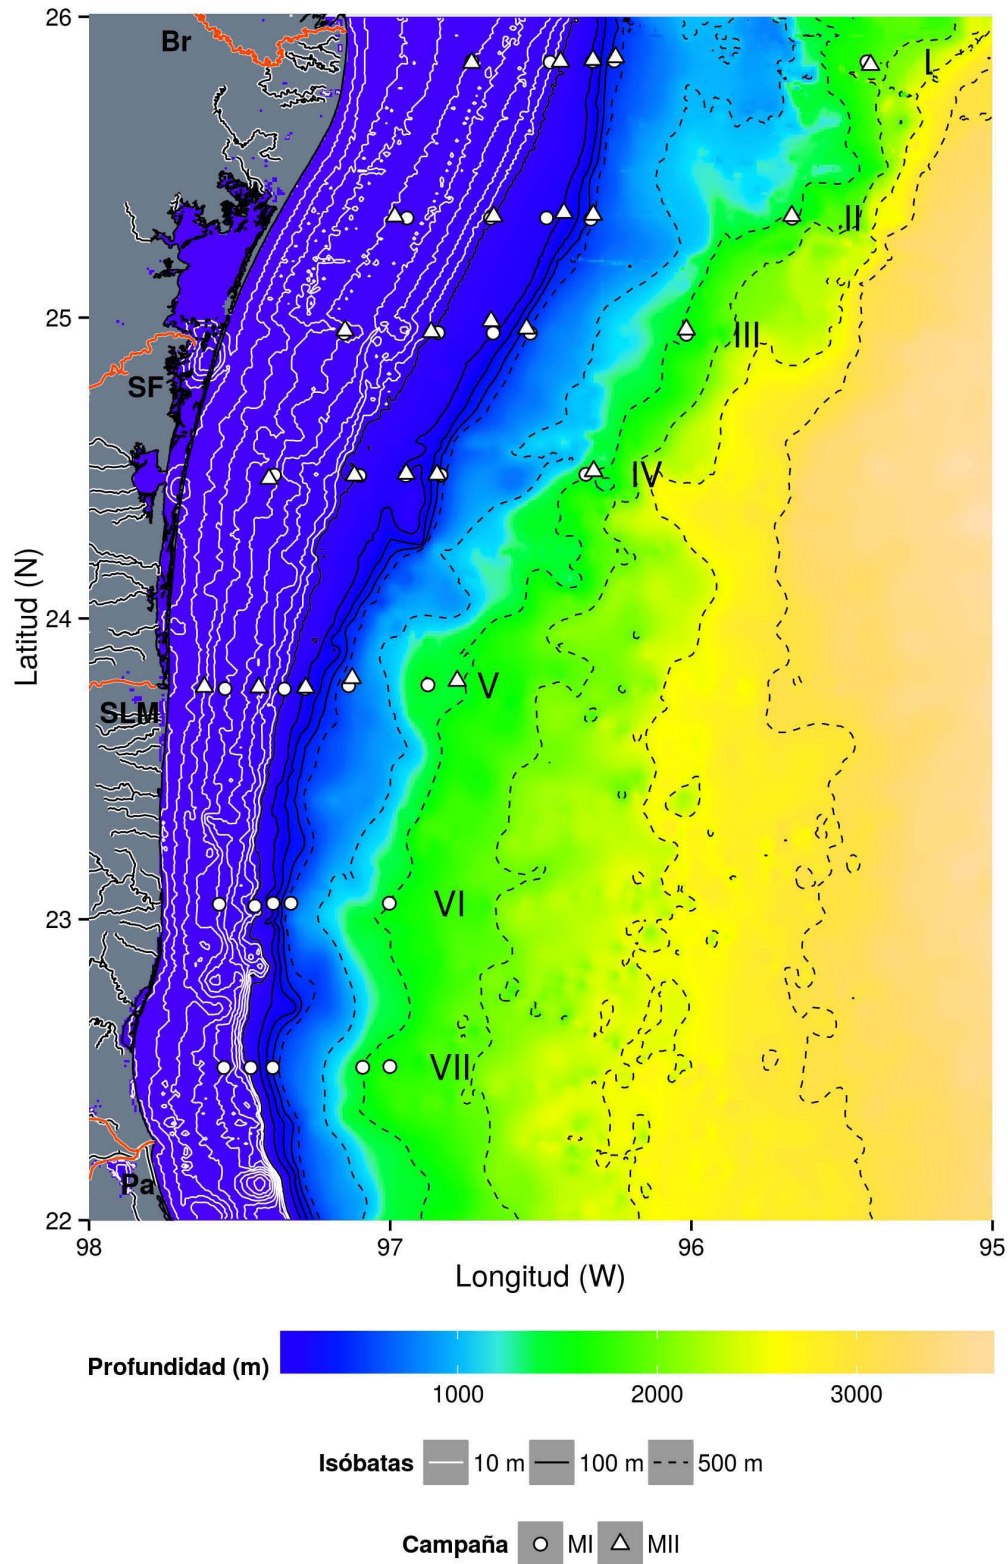 26
Br
I
II
25
III
SF
IV
Latitud (N)
24
V
SLM
23
VI
VII
Pa
22
98
97
96
95
Longitud (W)
Profundidad (m)
1000
2000
3000
Isóbatas
10 m
100 m
500 m
Campaña
MI
MII